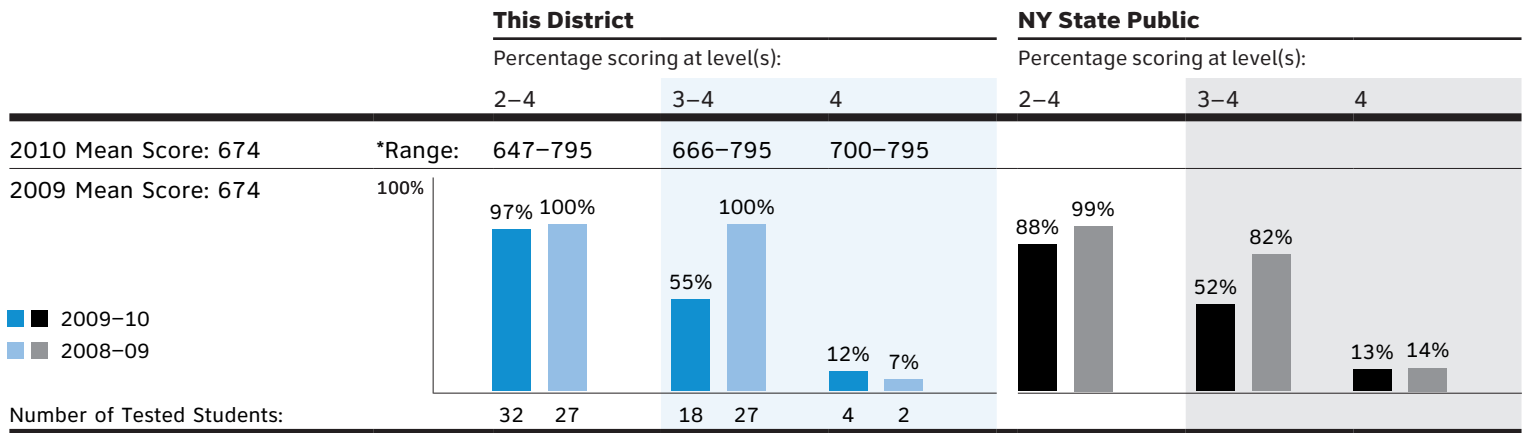 This District NY State Public
Percentage scoring at level(s): Percentage scoring at level(s):
2–4 3–4 4 2–4 3–4 4
2010 Mean Score: 674 *Range: 647–795 666–795 700–795
2009 Mean Score: 674 100%
97% 100% 100% 88% 99%
82%
55% 52%
12% 7% 13% 14%
2009–10
2008–09
Number of Tested Students: 32 27 18 27 4 2